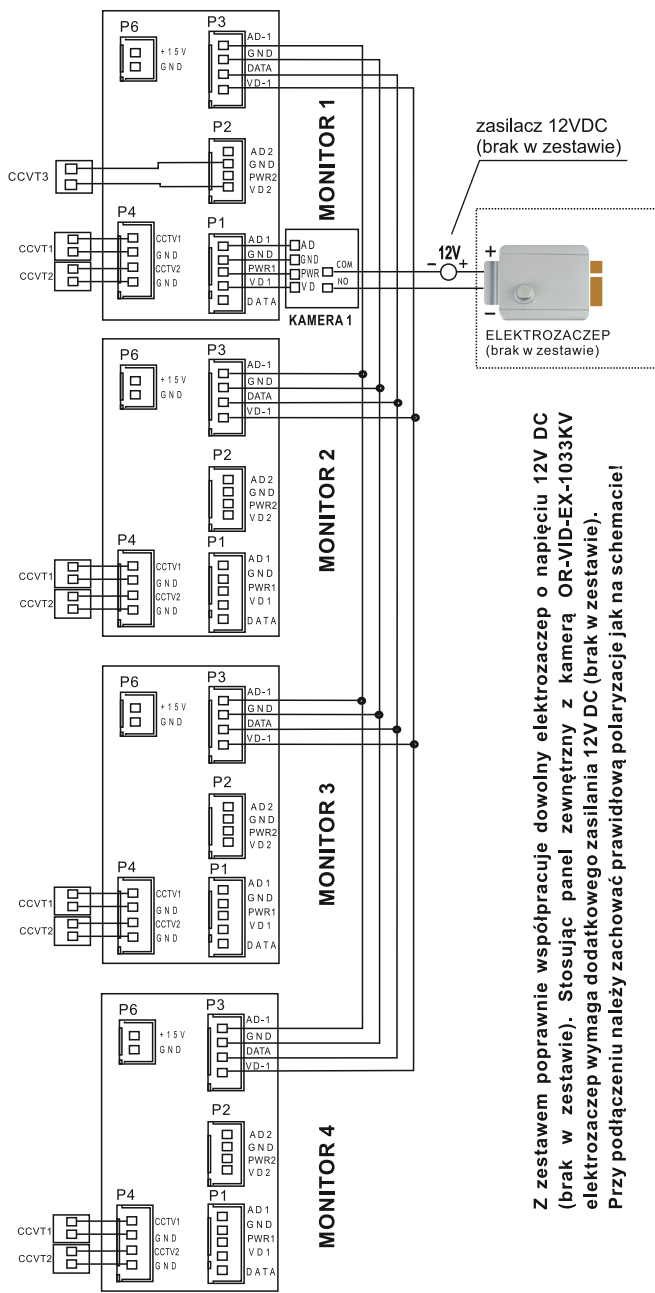 P6
+15V
GND
P3
AD-1
GND
DATA
VD-1
MONITOR 1
CCVT3
P2
AD2
GND
PWR2
VD2
P4
CCVT1
CCVT2
CCTV1
GND
CCTV2
GND
P1
AD1
GND
PWR1
VD1
DATA
AD
GND
PWR
VD
COM
NO
KAMERA 1
zasilacz 12VDC
(brak w zestawie)
– 12V +
+
–
ELEKTROZACZEP
(brak w zestawie)
P6
+15V
GND
P3
AD-1
GND
DATA
VD-1
MONITOR 2
P2
AD2
GND
PWR2
VD2
P4
CCVT1
CCVT2
CCTV1
GND
CCTV2
GND
P1
AD1
GND
PWR1
VD1
DATA
P6
+15V
GND
P3
AD-1
GND
DATA
VD-1
MONITOR 3
P2
AD2
GND
PWR2
VD2
P4
CCVT1
CCVT2
CCTV1
GND
CCTV2
GND
P1
AD1
GND
PWR1
VD1
DATA
P6
+15V
GND
P3
AD-1
GND
DATA
VD-1
MONITOR 4
P2
AD2
GND
PWR2
VD2
P4
CCVT1
CCVT2
CCTV1
GND
CCTV2
GND
P1
AD1
GND
PWR1
VD1
DATA
Z zestawem poprawnie współpracuje dowolny elektrozaczep o napięciu 12V DC
(brak w zestawie). Stosując panel zewnętrzny z kamerą OR-VID-EX-1033KV
elektrozaczep wymaga dodatkowego zasilania 12V DC (brak w zestawie).
Przy podłączeniu należy zachować prawidłową polaryzacje jak na schemacie!